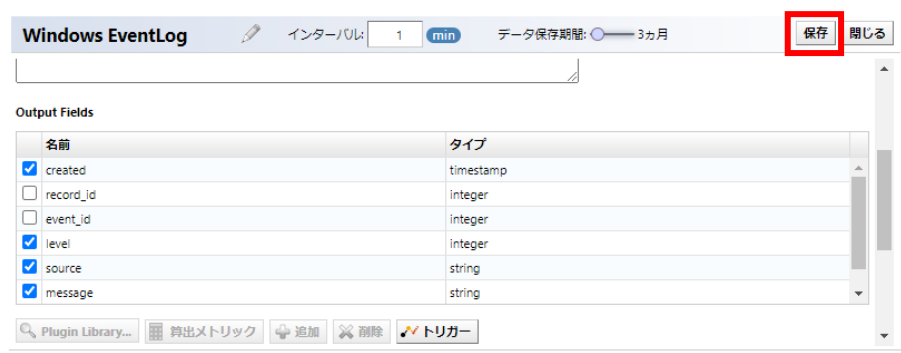 Windows EventLog インターバル: 1 min データ保存期間: 3ヵ月 保存 閉じる
Output Fields
名前 タイプ
created timestamp
record_id integer
event_id integer
level integer
source string
message string
Plugin Library... 算出メトリック 追加 削除 トリガー